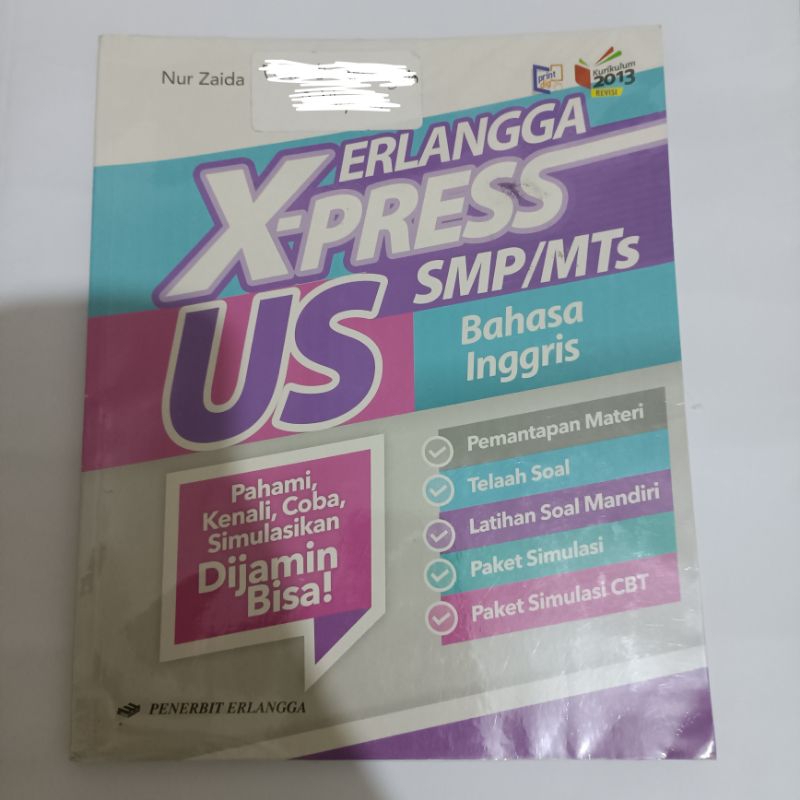 Nur Zaida
print
Kurikulum
2013
REVISI
ERLANGGA
X-PRESS
US SMP/MTs
Bahasa
Inggris
Pahami,
Kenali, Coba,
Simulasikan
Dijamin
Bisa!
Pemantapan Materi
Telaah Soal
Latihan Soal Mandiri
Paket Simulasi
Paket Simulasi CBT
PENERBIT ERLANGGA